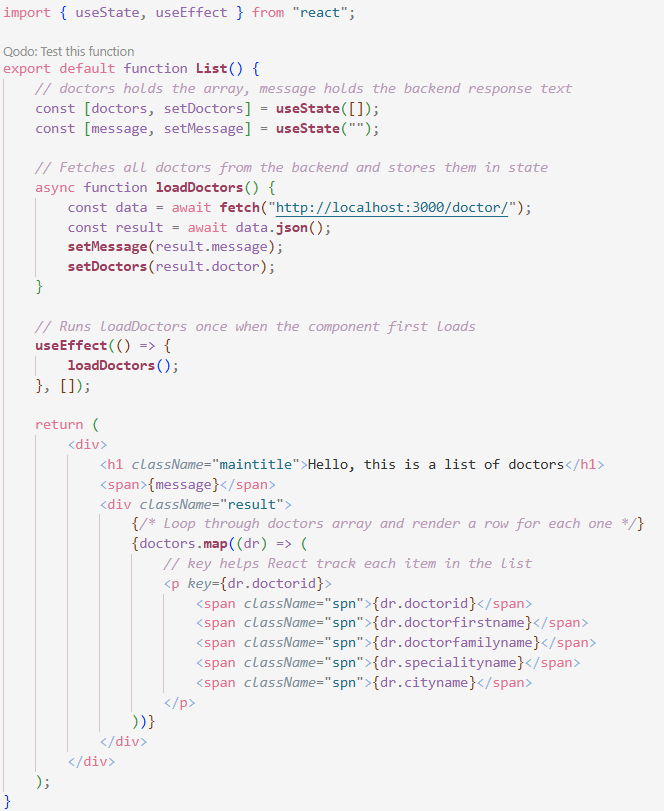 import { useState, useEffect } from "react";
Qodo: Test this function
export default function List() {
// doctors holds the array, message holds the backend response text
const [doctors, setDoctors] = useState([]);
const [message, setMessage] = useState("");
// Fetches all doctors from the backend and stores them in state
async function loadDoctors() {
const data = await fetch("http://localhost:3000/doctor/");
const result = await data.json();
setMessage(result.message);
setDoctors(result.doctor);
}
// Runs loadDoctors once when the component first loads
useEffect(() => {
loadDoctors();
}, []);
return (
<div>
<h1 className="maintitle">Hello, this is a list of doctors</h1>
<span>{message}</span>
<div className="result">
{/* Loop through doctors array and render a row for each one */}
{doctors.map((dr) => (
// key helps React track each item in the list
<p key={dr.doctorid}>
<span className="spn">{dr.doctorid}</span>
<span className="spn">{dr.doctorfirstname}</span>
<span className="spn">{dr.doctorfamilyname}</span>
<span className="spn">{dr.specialityname}</span>
<span className="spn">{dr.cityname}</span>
</p>
))}
</div>
</div>
);
}